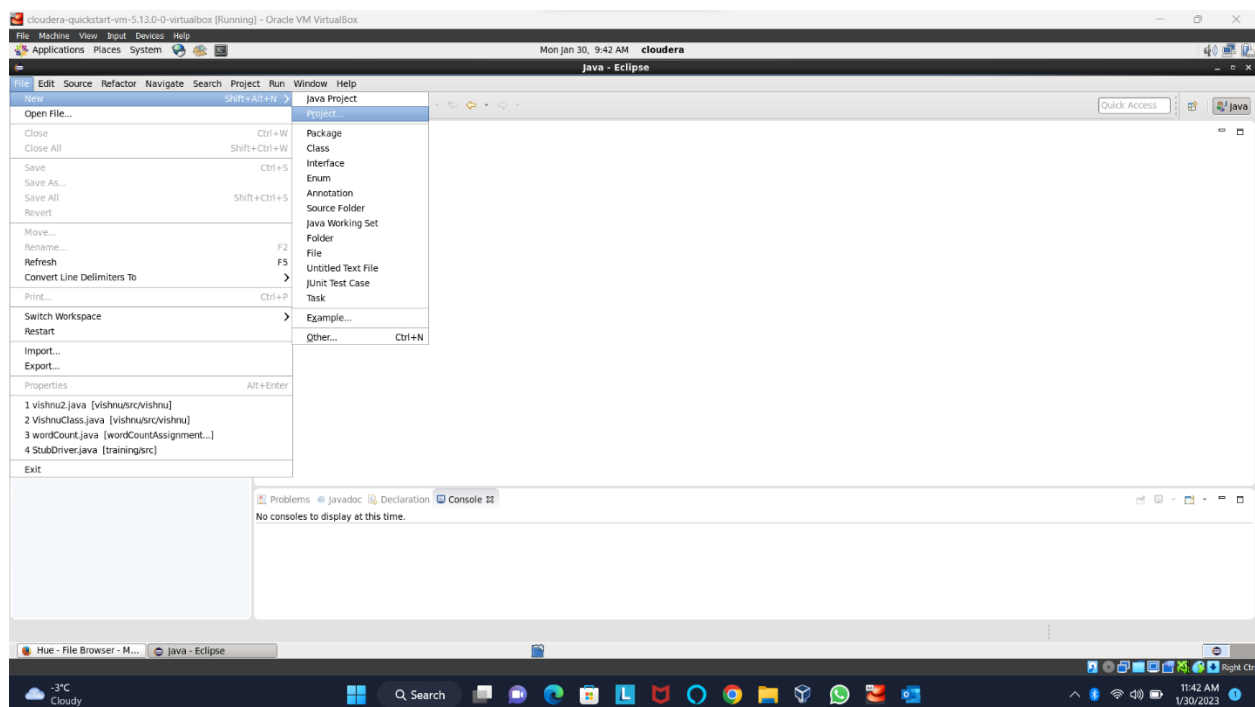 cloudera-quickstart-vm-5.13.0-0-virtualbox [Running] - Oracle VM VirtualBox
File Machine View Input Devices Help
Applications Places System Mon Jan 30, 9:42 AM cloudera
Java - Eclipse
File Edit Source Refactor Navigate Search Project Run Window Help
New Shift+Alt+N
Open File...
Close Ctrl+W
Close All Shift+Ctrl+W
Save Ctrl+S
Save As...
Save All Shift+Ctrl+S
Revert
Move...
Rename... F2
Refresh F5
Convert Line Delimiters To
Print... Ctrl+P
Switch Workspace
Restart
Import...
Export...
Properties Alt+Enter
1 vishnu2.java [vishnu/src/vishnu]
2 VishnuClass.java [vishnu/src/vishnu]
3 wordCount.java [wordCountAssignment...]
4 StubDriver.java [training/src]
Exit
Java Project
Project...
Package
Class
Interface
Enum
Annotation
Source Folder
Java Working Set
Folder
File
Untitled Text File
JUnit Test Case
Task
Example...
Other... Ctrl+N
Quick Access Java
Problems Javadoc Declaration Console
No consoles to display at this time.
Hue - File Browser - M... Java - Eclipse
Right Ctr
-3°C
Cloudy
Search
11:42 AM
1/30/2023
1